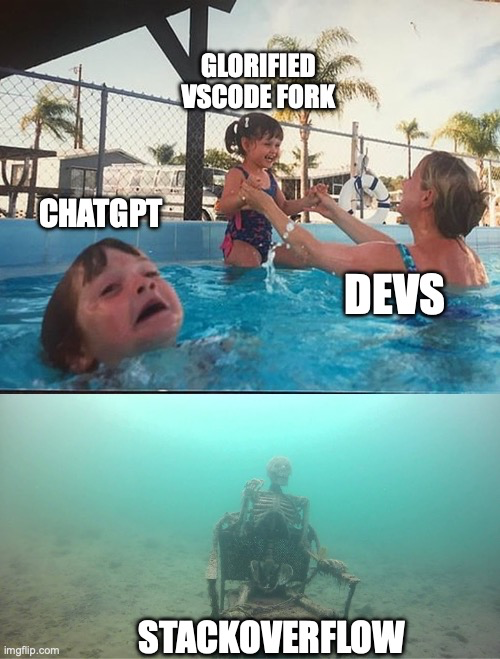 GLORIFIED
VSCODE FORK
CHATGPT
DEVS
STACKOVERFLOW
imgflip.com